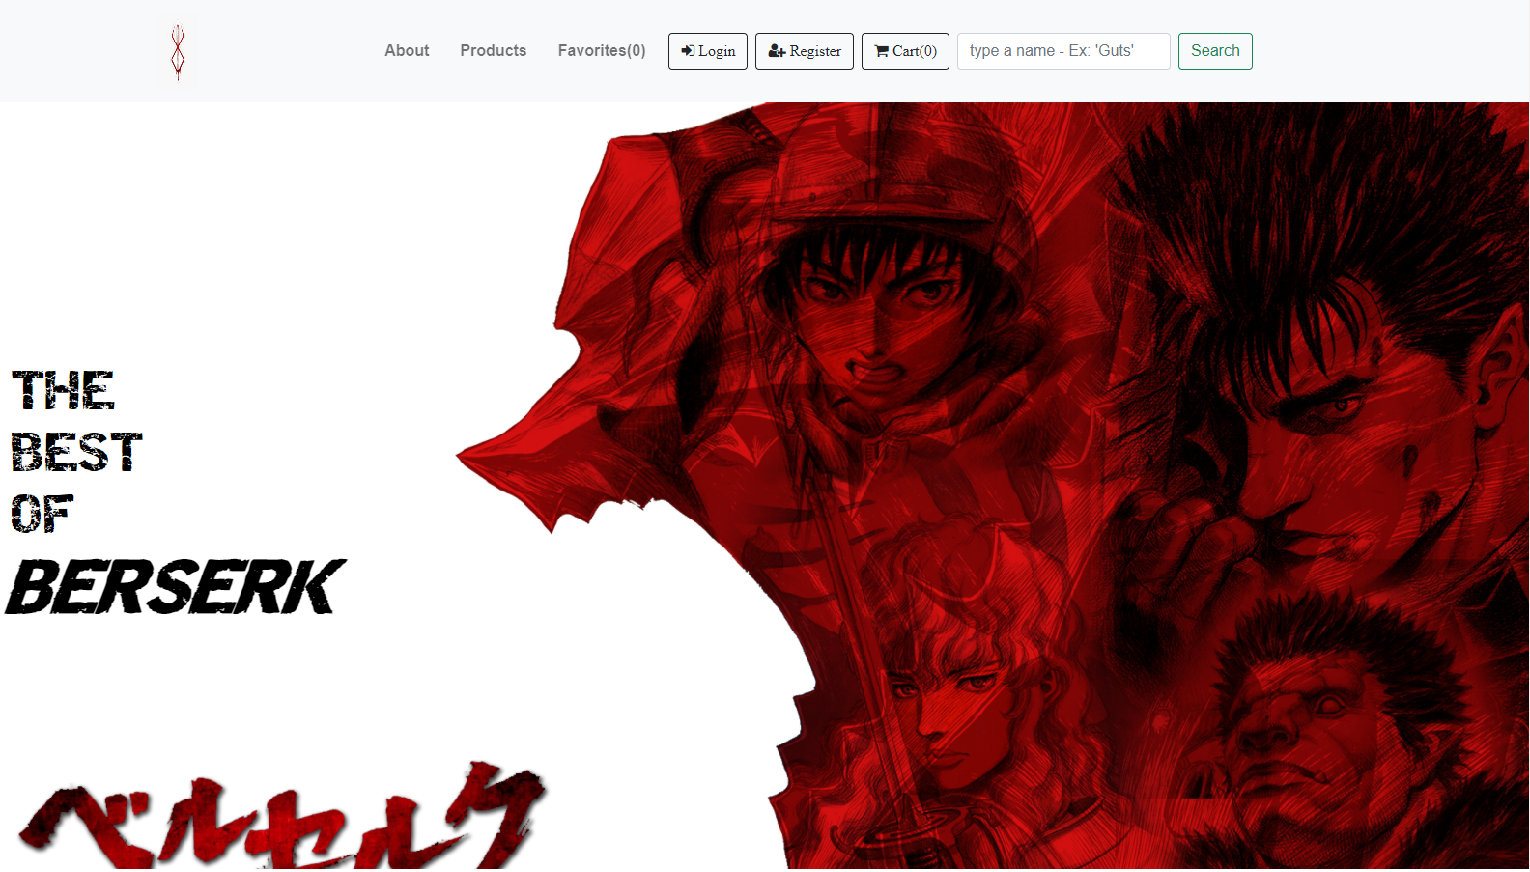 About Products Favorites(0) Login Register Cart(0) type a name - Ex: 'Guts' Search
THE
BEST
OF
BERSERK
ベルセルク